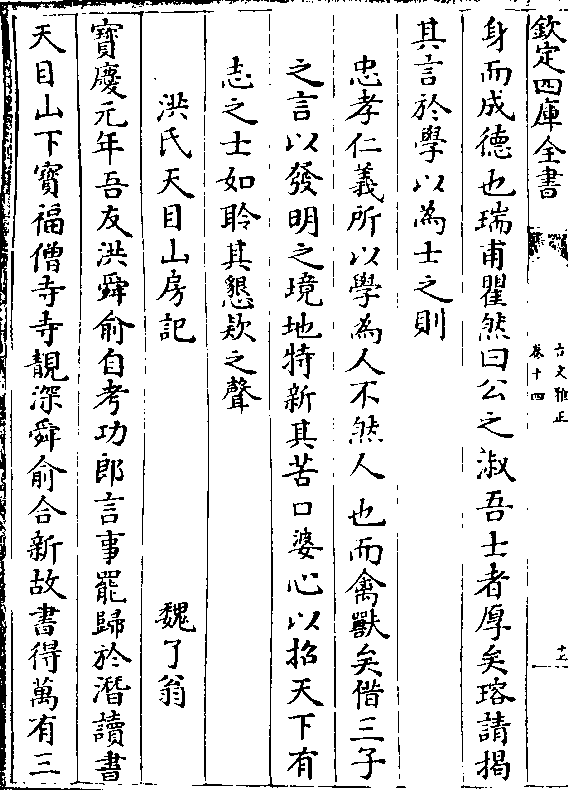 欽定四庫全書
古文雅正
卷十四
身而成德也瑞甫瞿然曰公之淑吾士者厚矣瑢請揭
其言於學以為士之則
忠孝仁義所以學為人不然人也而禽獸矣借三子
之言以發明之境地特新其苦口婆心以招天下有
志之士如聆其懇欵之聲
洪氏天目山房記
魏了翁
寶慶元年吾友洪舜俞自考功郎言事罷歸於潛讀書
天目山下寶福僧寺寺靚深舜俞合新故書得萬有三